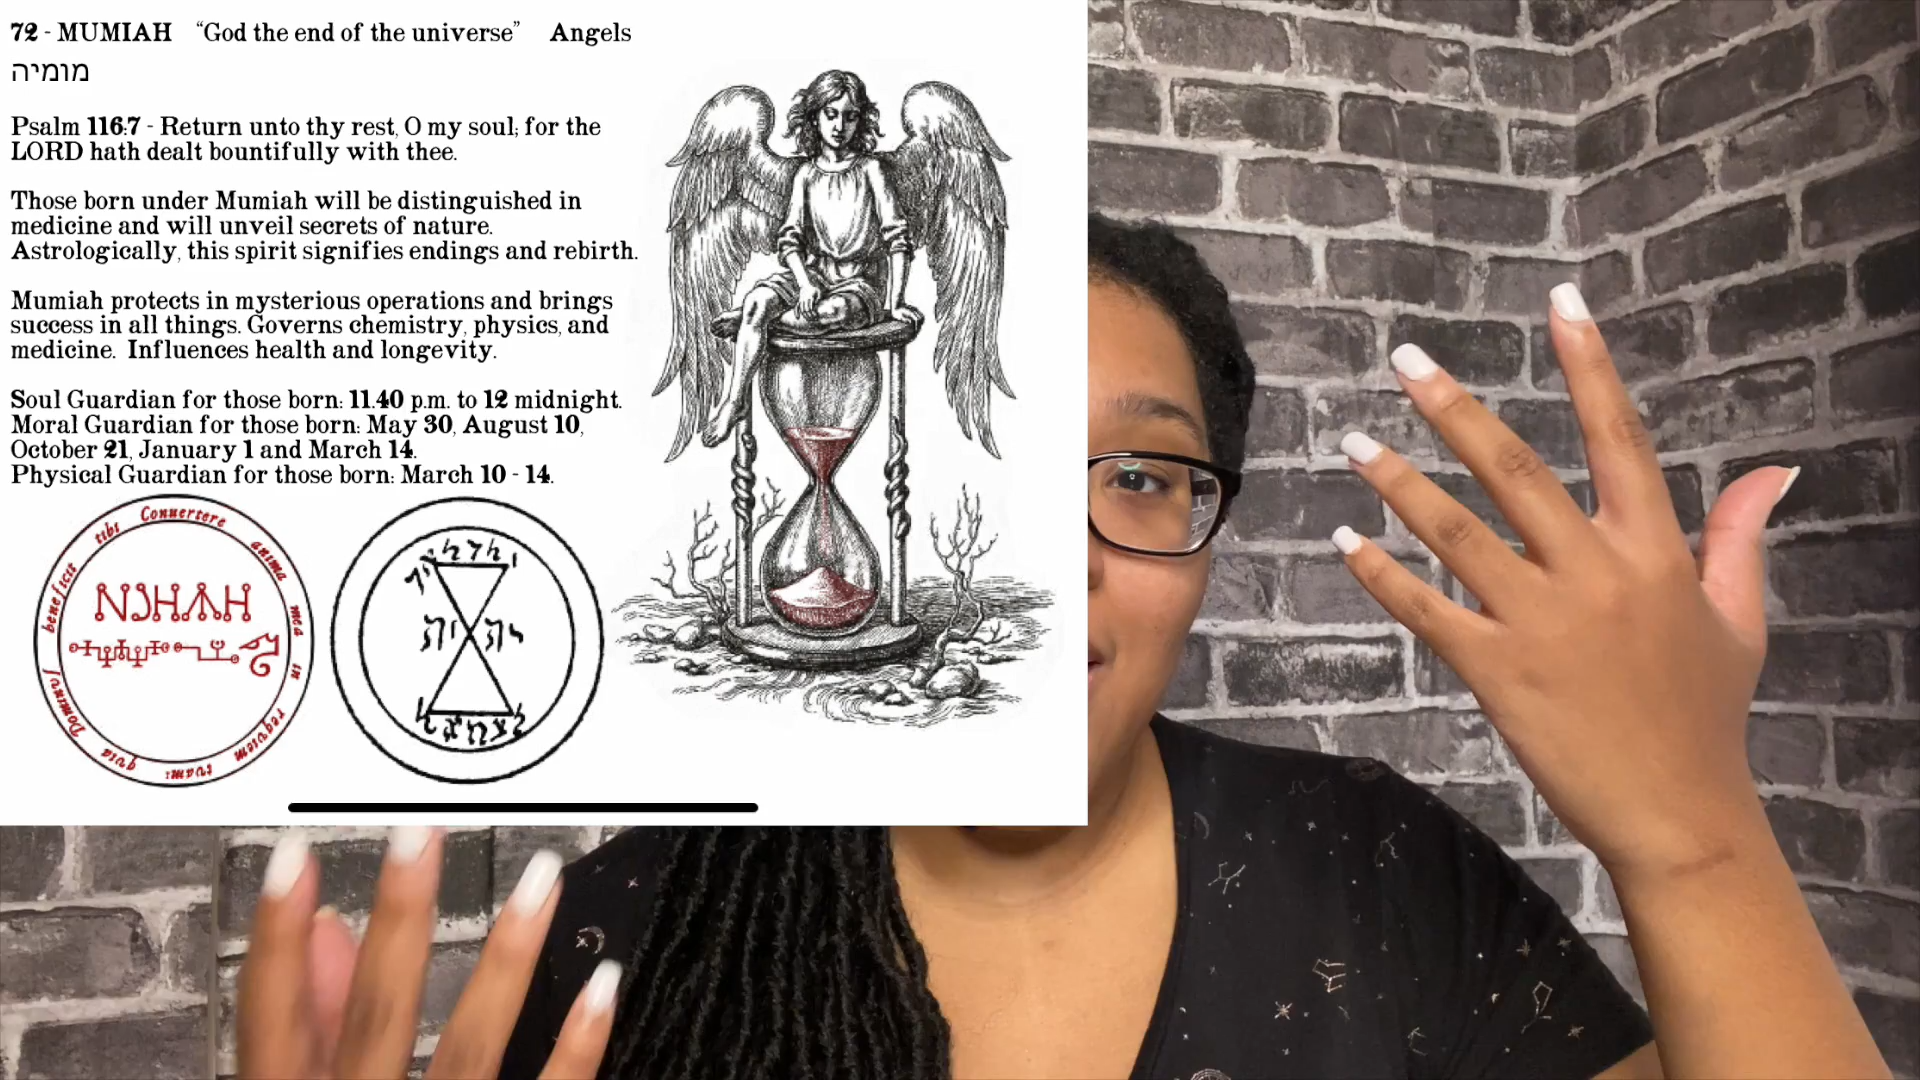 72 - MUMIAH “God the end of the universe” Angels
מומיה
Psalm 116:7 - Return unto thy rest, O my soul; for the
LORD hath dealt bountifully with thee.
Those born under Mumiah will be distinguished in
medicine and will unveil secrets of nature.
Astrologically, this spirit signifies endings and rebirth.
Mumiah protects in mysterious operations and brings
success in all things. Governs chemistry, physics, and
medicine. Influences health and longevity.
Soul Guardian for those born: 11.40 p.m. to 12 midnight.
Moral Guardian for those born: May 30, August 10,
October 21, January 1 and March 14.
Physical Guardian for those born: March 10 - 14.
Conuertere anima mea in requiem tuam: quia Dominus beneficit tibi